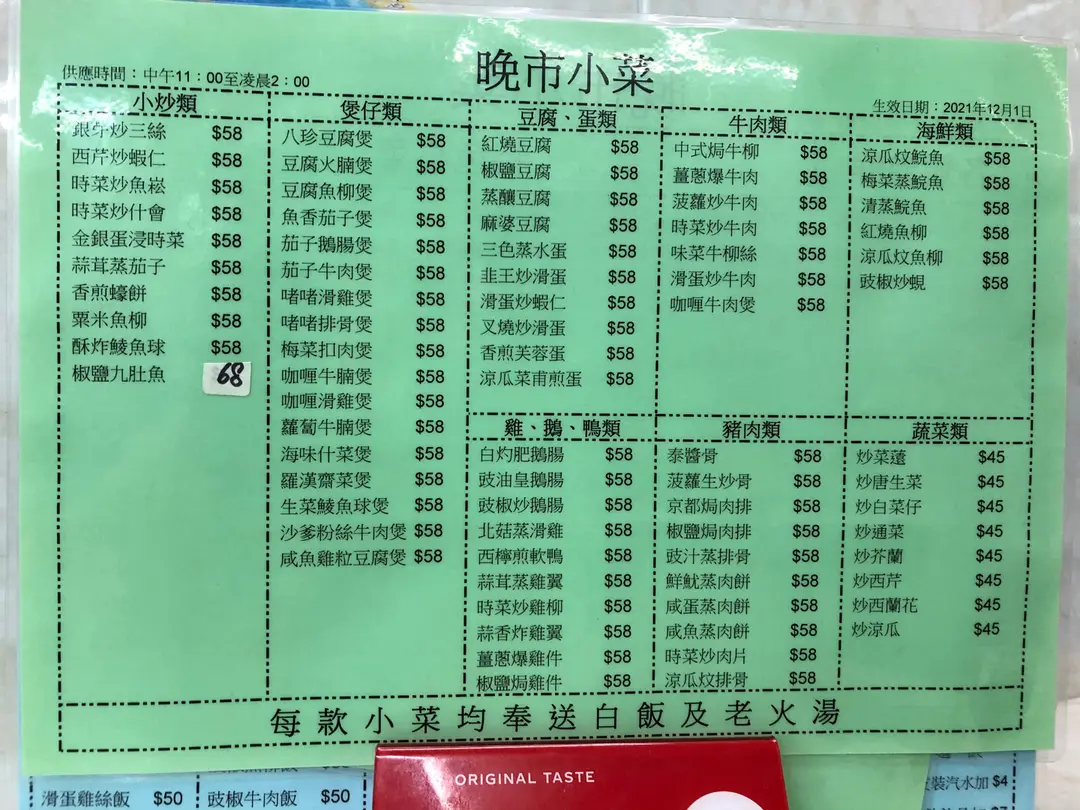 晚市小菜
供應時間：中午11：00至凌晨2：00
生效日期：2021年12月1日
小炒類
銀芽炒三絲 $58
西芹炒蝦仁 $58
時菜炒魚崧 $58
時菜炒什會 $58
金銀蛋浸時菜 $58
蒜茸蒸茄子 $58
香煎蠔餅 $58
粟米魚柳 $58
酥炸鯪魚球 $58
椒鹽九肚魚 68
煲仔類
八珍豆腐煲 $58
豆腐火腩煲 $58
豆腐魚柳煲 $58
魚香茄子煲 $58
茄子鵝腸煲 $58
茄子牛肉煲 $58
啫啫滑雞煲 $58
啫啫排骨煲 $58
梅菜扣肉煲 $58
咖喱牛腩煲 $58
咖喱滑雞煲 $58
蘿蔔牛腩煲 $58
海味什菜煲 $58
羅漢齋菜煲 $58
生菜鯪魚球煲 $58
沙爹粉絲牛肉煲 $58
咸魚雞粒豆腐煲 $58
豆腐、蛋類
紅燒豆腐 $58
椒鹽豆腐 $58
蒸釀豆腐 $58
麻婆豆腐 $58
三色蒸水蛋 $58
韭王炒滑蛋 $58
滑蛋炒蝦仁 $58
叉燒炒滑蛋 $58
香煎芙蓉蛋 $58
涼瓜菜甫煎蛋 $58
牛肉類
中式焗牛柳 $58
薑蔥爆牛肉 $58
菠蘿炒牛肉 $58
時菜炒牛肉 $58
味菜牛柳絲 $58
滑蛋炒牛肉 $58
咖喱牛肉煲 $58
海鮮類
涼瓜炆鯇魚 $58
梅菜蒸鯇魚 $58
清蒸鯇魚 $58
紅燒魚柳 $58
涼瓜炆魚柳 $58
豉椒炒蜆 $58
雞、鵝、鴨類
白灼肥鵝腸 $58
豉油皇鵝腸 $58
豉椒炒鵝腸 $58
北菇蒸滑雞 $58
西檸煎軟鴨 $58
蒜茸蒸雞翼 $58
時菜炒雞柳 $58
蒜香炸雞翼 $58
薑蔥爆雞件 $58
椒鹽焗雞件 $58
豬肉類
泰醬骨 $58
菠蘿生炒骨 $58
京都焗肉排 $58
椒鹽焗肉排 $58
豉汁蒸排骨 $58
鮮魷蒸肉餅 $58
咸蛋蒸肉餅 $58
咸魚蒸肉餅 $58
時菜炒肉片 $58
涼瓜炆排骨 $58
蔬菜類
炒菜薳 $45
炒唐生菜 $45
炒白菜仔 $45
炒通菜 $45
炒芥蘭 $45
炒西芹 $45
炒西蘭花 $45
炒涼瓜 $45
每款小菜均奉送白飯及老火湯
ORIGINAL TASTE
滑蛋雞絲飯 $50
豉椒牛肉飯 $50
裝汽水加 $4